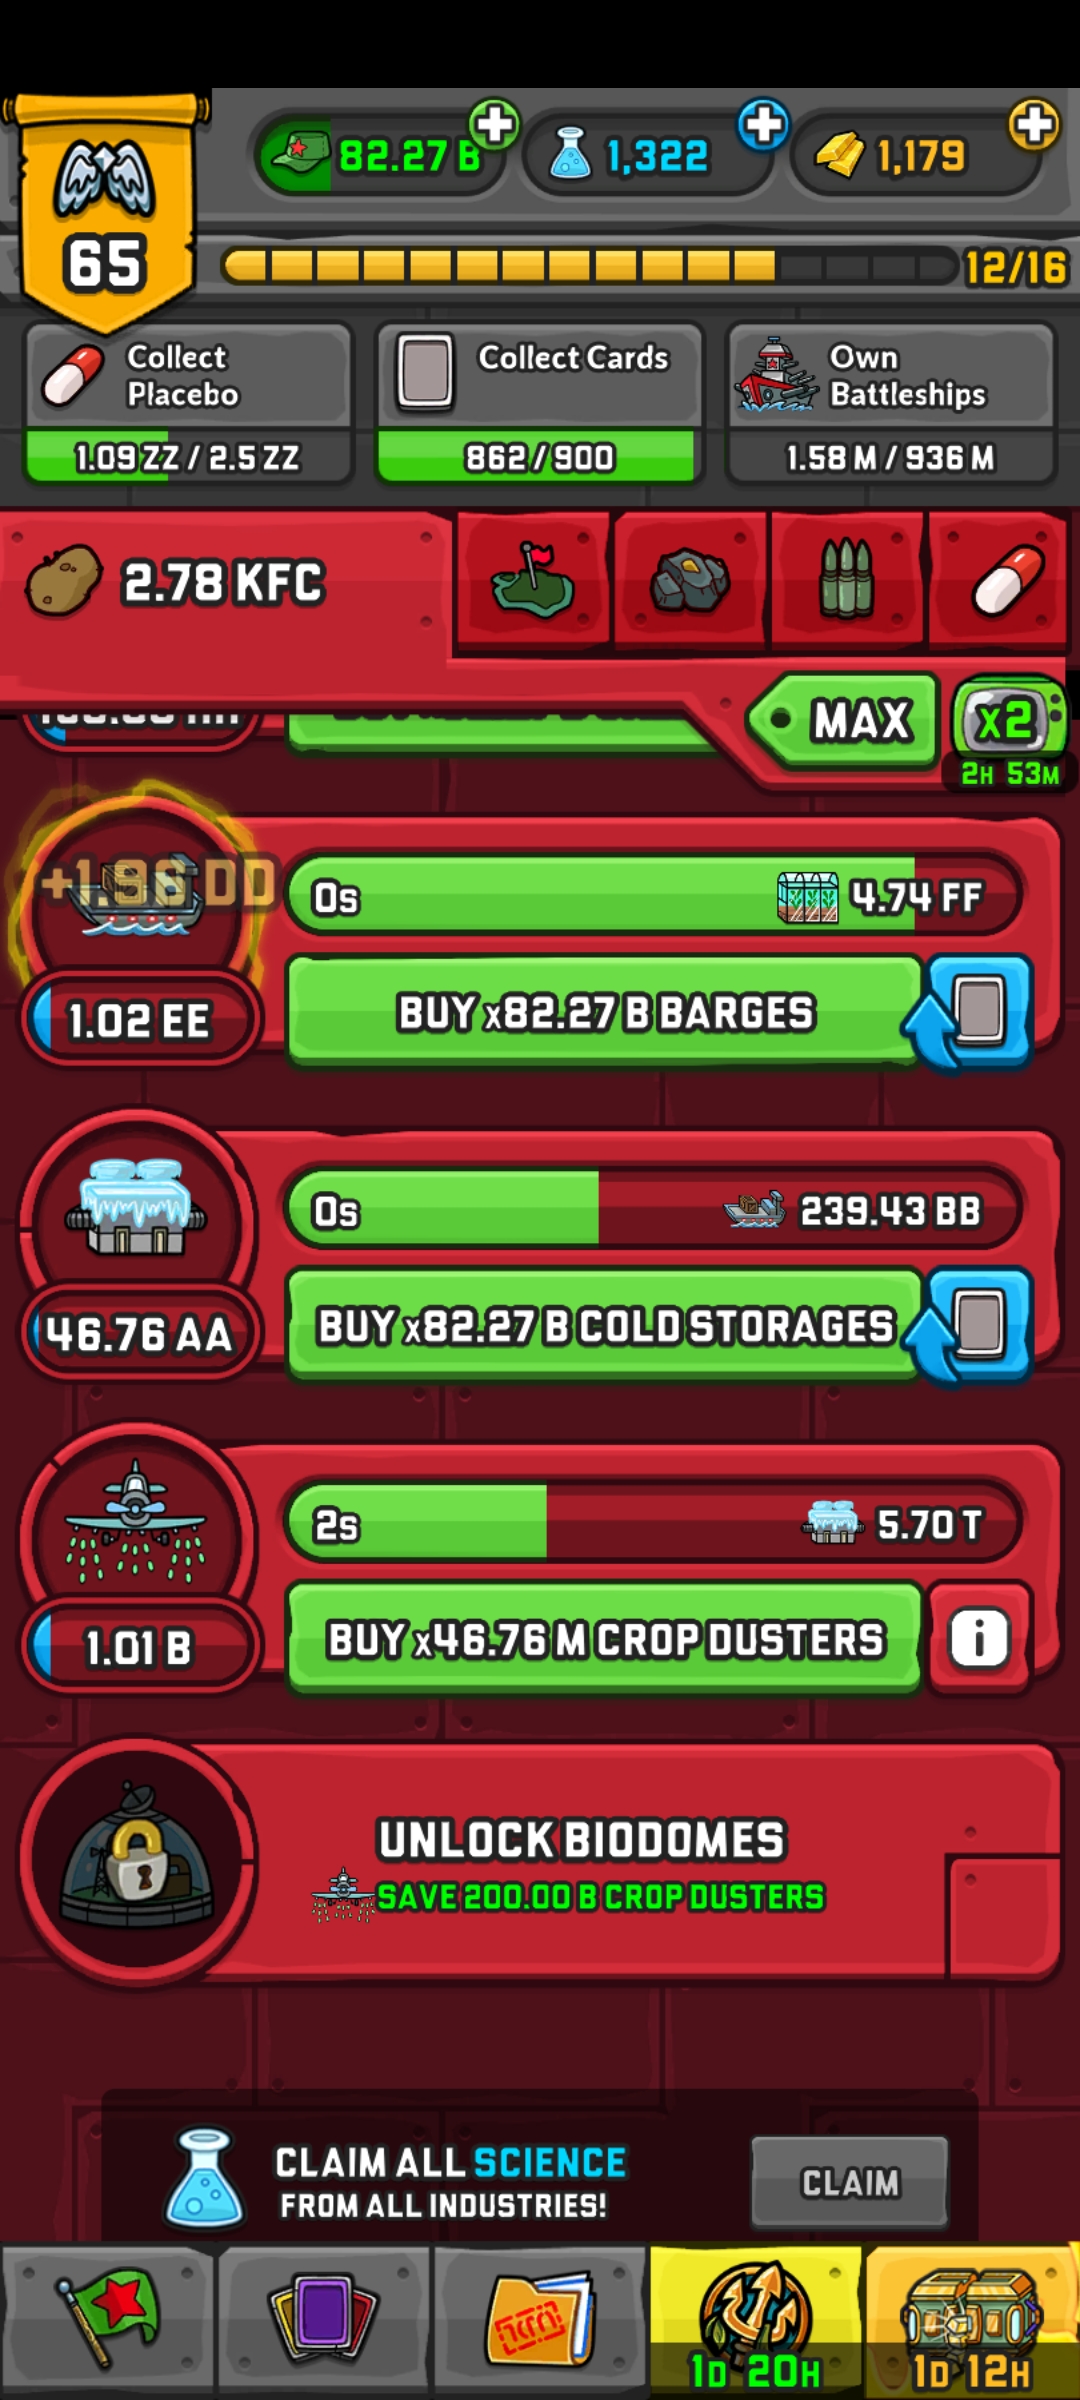 82.27 B
1,322
1,179
65
12/16
Collect
Placebo
1.09 ZZ / 2.5 ZZ
Collect Cards
862/900
Own
Battleships
1.58 M / 936 M
2.78 KFC
MAX
x2
2H 53M
0s
4.74 FF
1.02 EE
BUY x82.27 B BARGES
0s
239.43 BB
46.76 AA
BUY x82.27 B COLD STORAGES
2s
5.70 T
1.01 B
BUY x46.76 M CROP DUSTERS
i
UNLOCK BIODOMES
SAVE 200.00 B CROP DUSTERS
CLAIM ALL SCIENCE
FROM ALL INDUSTRIES!
CLAIM
1D 20H
1D 12H